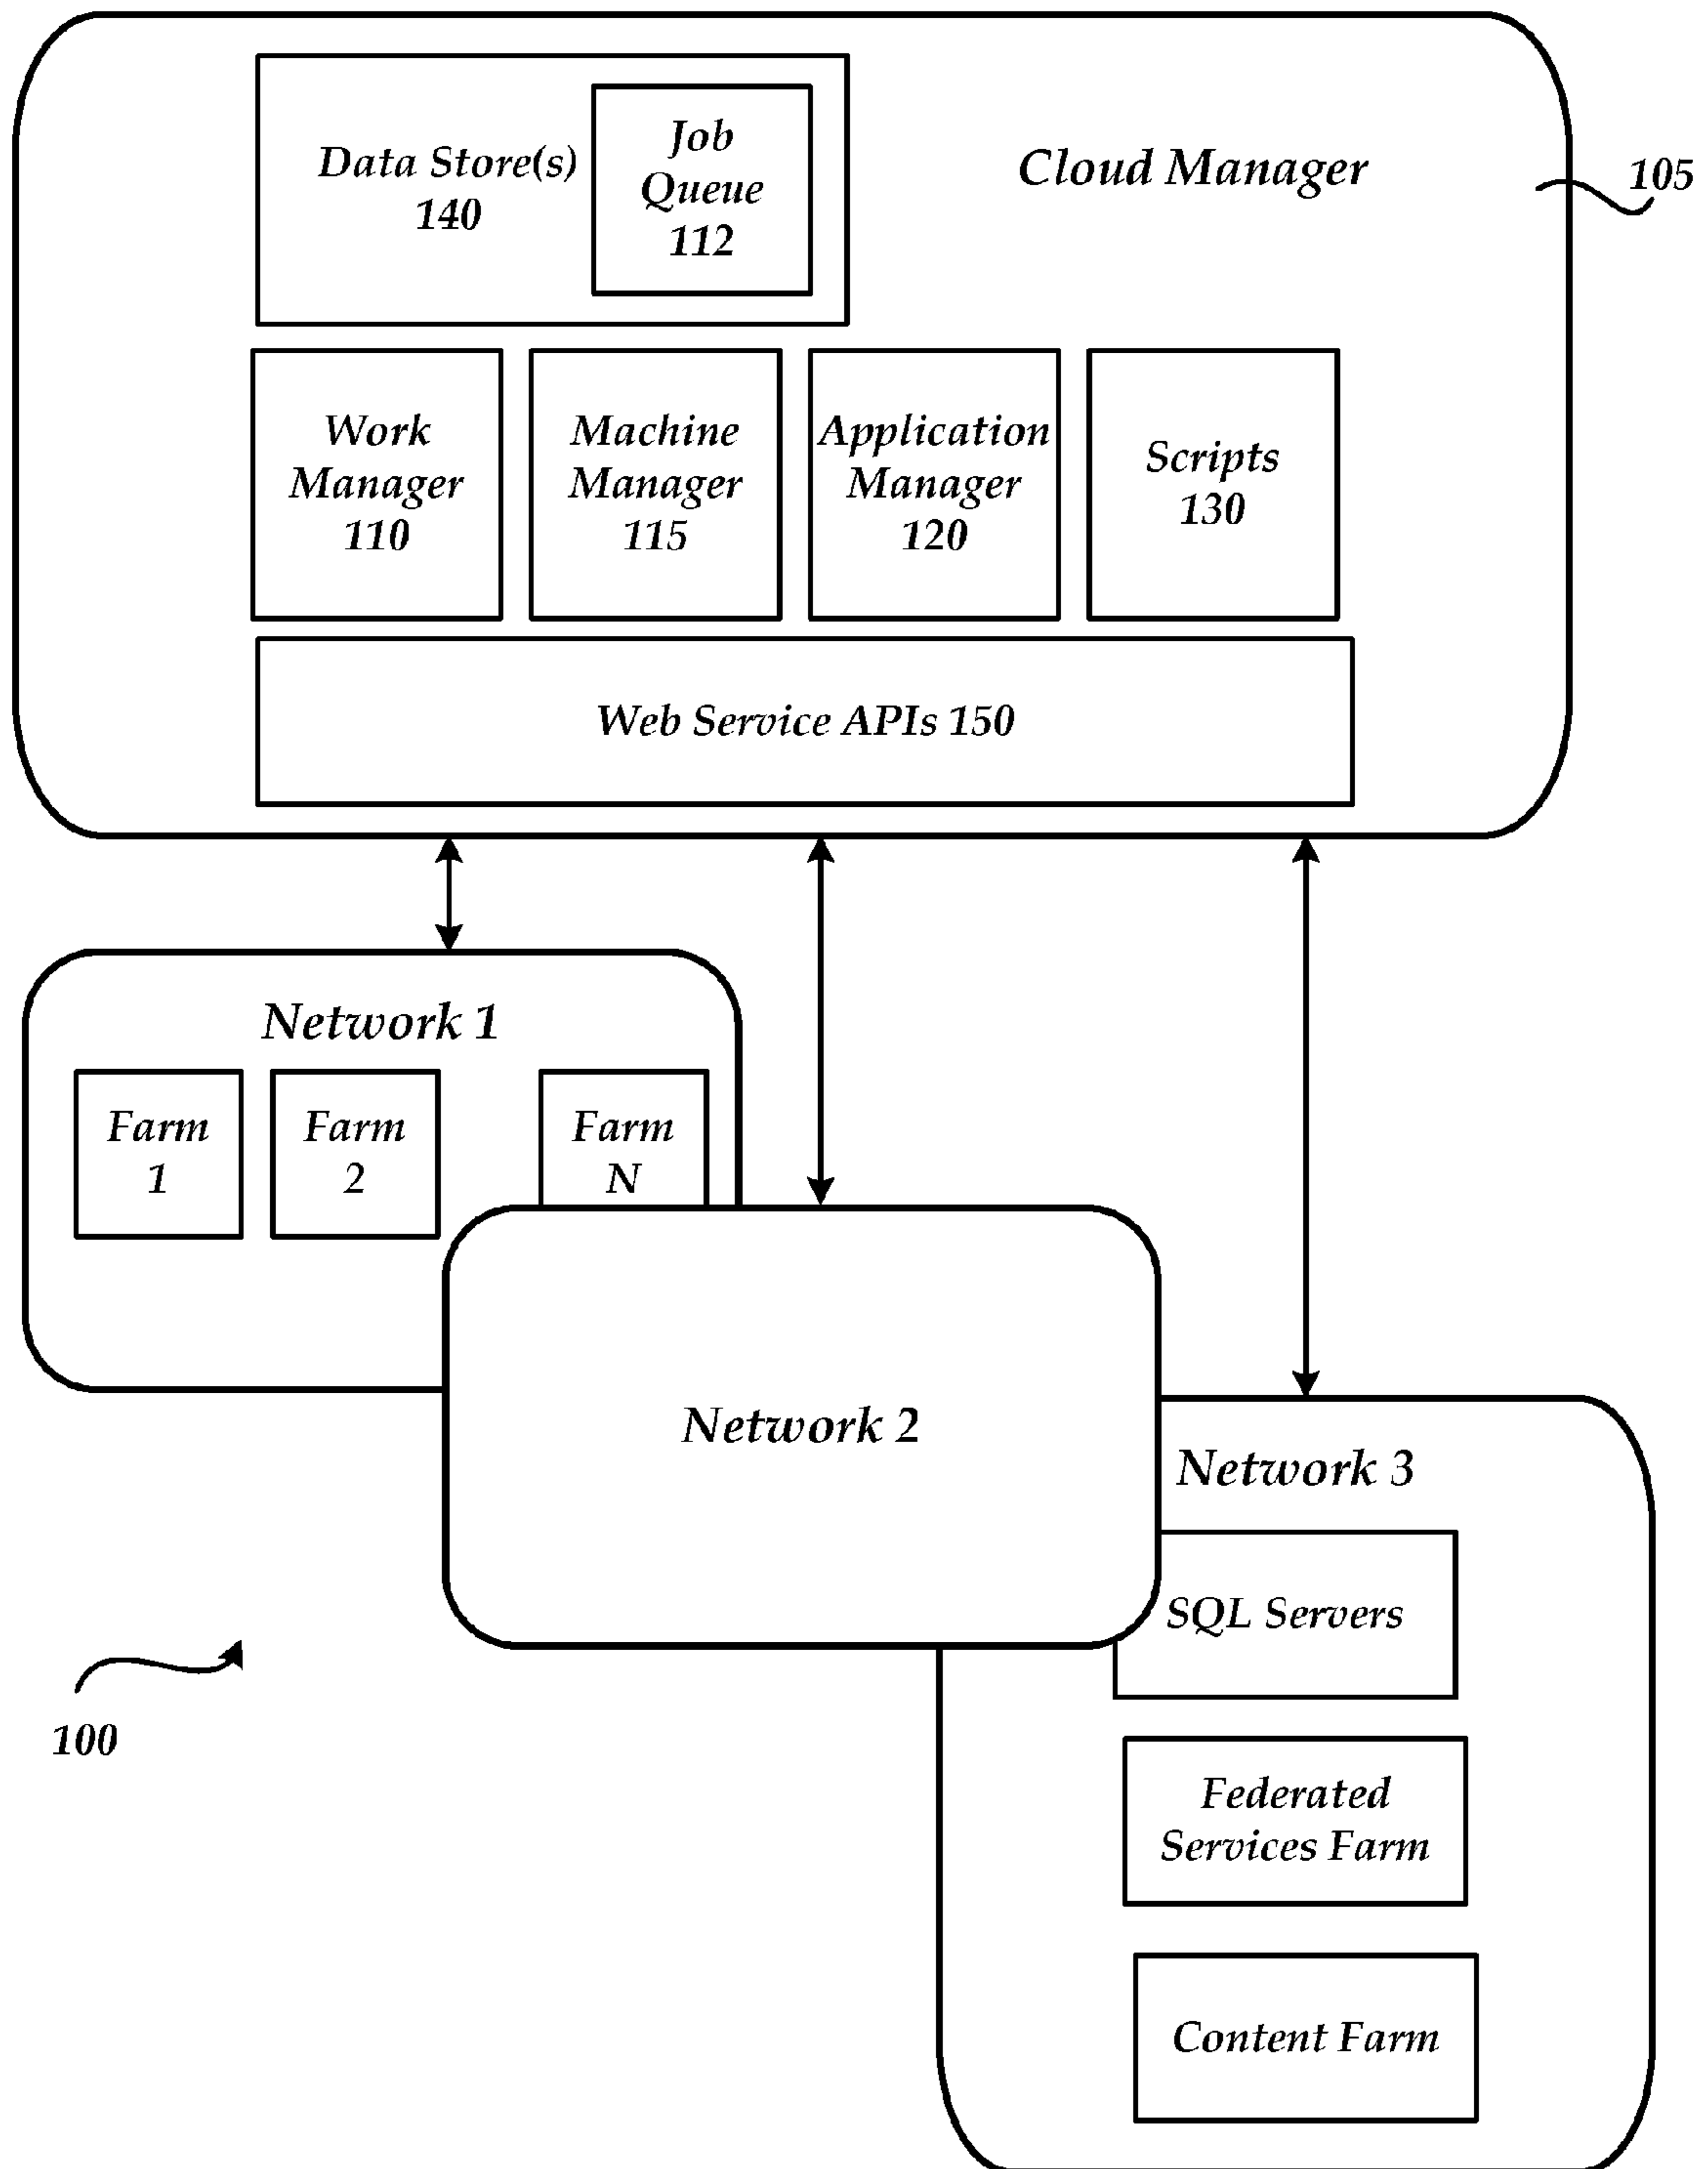 Data Store(s)
140
Job
Queue
112
Cloud Manager
105
Work
Manager
110
Machine
Manager
115
Application
Manager
120
Scripts
130
Web Service APIs 150
Network 1
Farm
1
Farm
2
Farm
N
Network 2
Network 3
SQL Servers
Federated
Services Farm
Content Farm
100